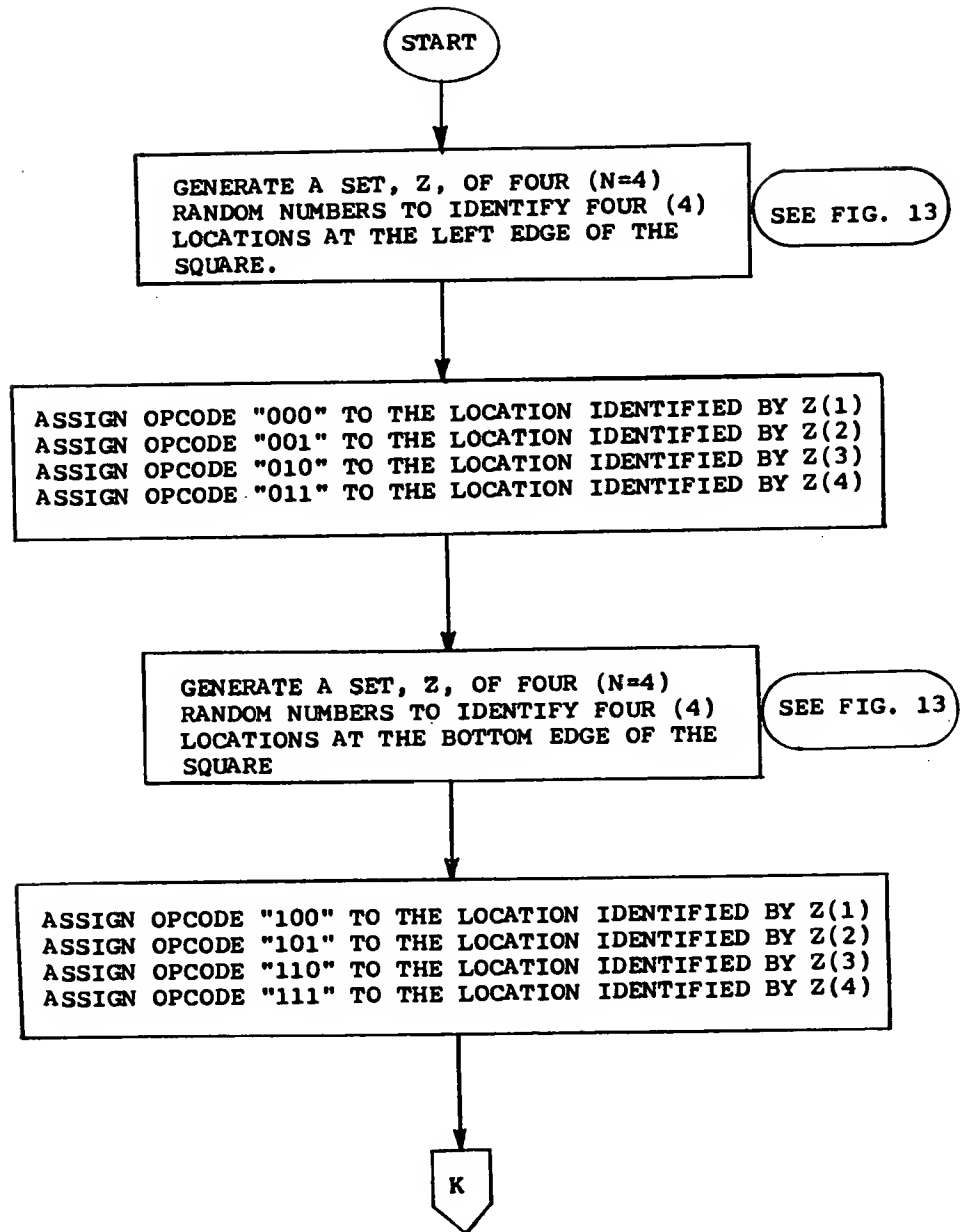 START
GENERATE A SET, Z, OF FOUR (N=4)
RANDOM NUMBERS TO IDENTIFY FOUR (4)
LOCATIONS AT THE LEFT EDGE OF THE
SQUARE.
SEE FIG. 13
ASSIGN OPCODE "000" TO THE LOCATION IDENTIFIED BY Z(1)
ASSIGN OPCODE "001" TO THE LOCATION IDENTIFIED BY Z(2)
ASSIGN OPCODE "010" TO THE LOCATION IDENTIFIED BY Z(3)
ASSIGN OPCODE "011" TO THE LOCATION IDENTIFIED BY Z(4)
GENERATE A SET, Z, OF FOUR (N=4)
RANDOM NUMBERS TO IDENTIFY FOUR (4)
LOCATIONS AT THE BOTTOM EDGE OF THE
SQUARE
SEE FIG. 13
ASSIGN OPCODE "100" TO THE LOCATION IDENTIFIED BY Z(1)
ASSIGN OPCODE "101" TO THE LOCATION IDENTIFIED BY Z(2)
ASSIGN OPCODE "110" TO THE LOCATION IDENTIFIED BY Z(3)
ASSIGN OPCODE "111" TO THE LOCATION IDENTIFIED BY Z(4)
K